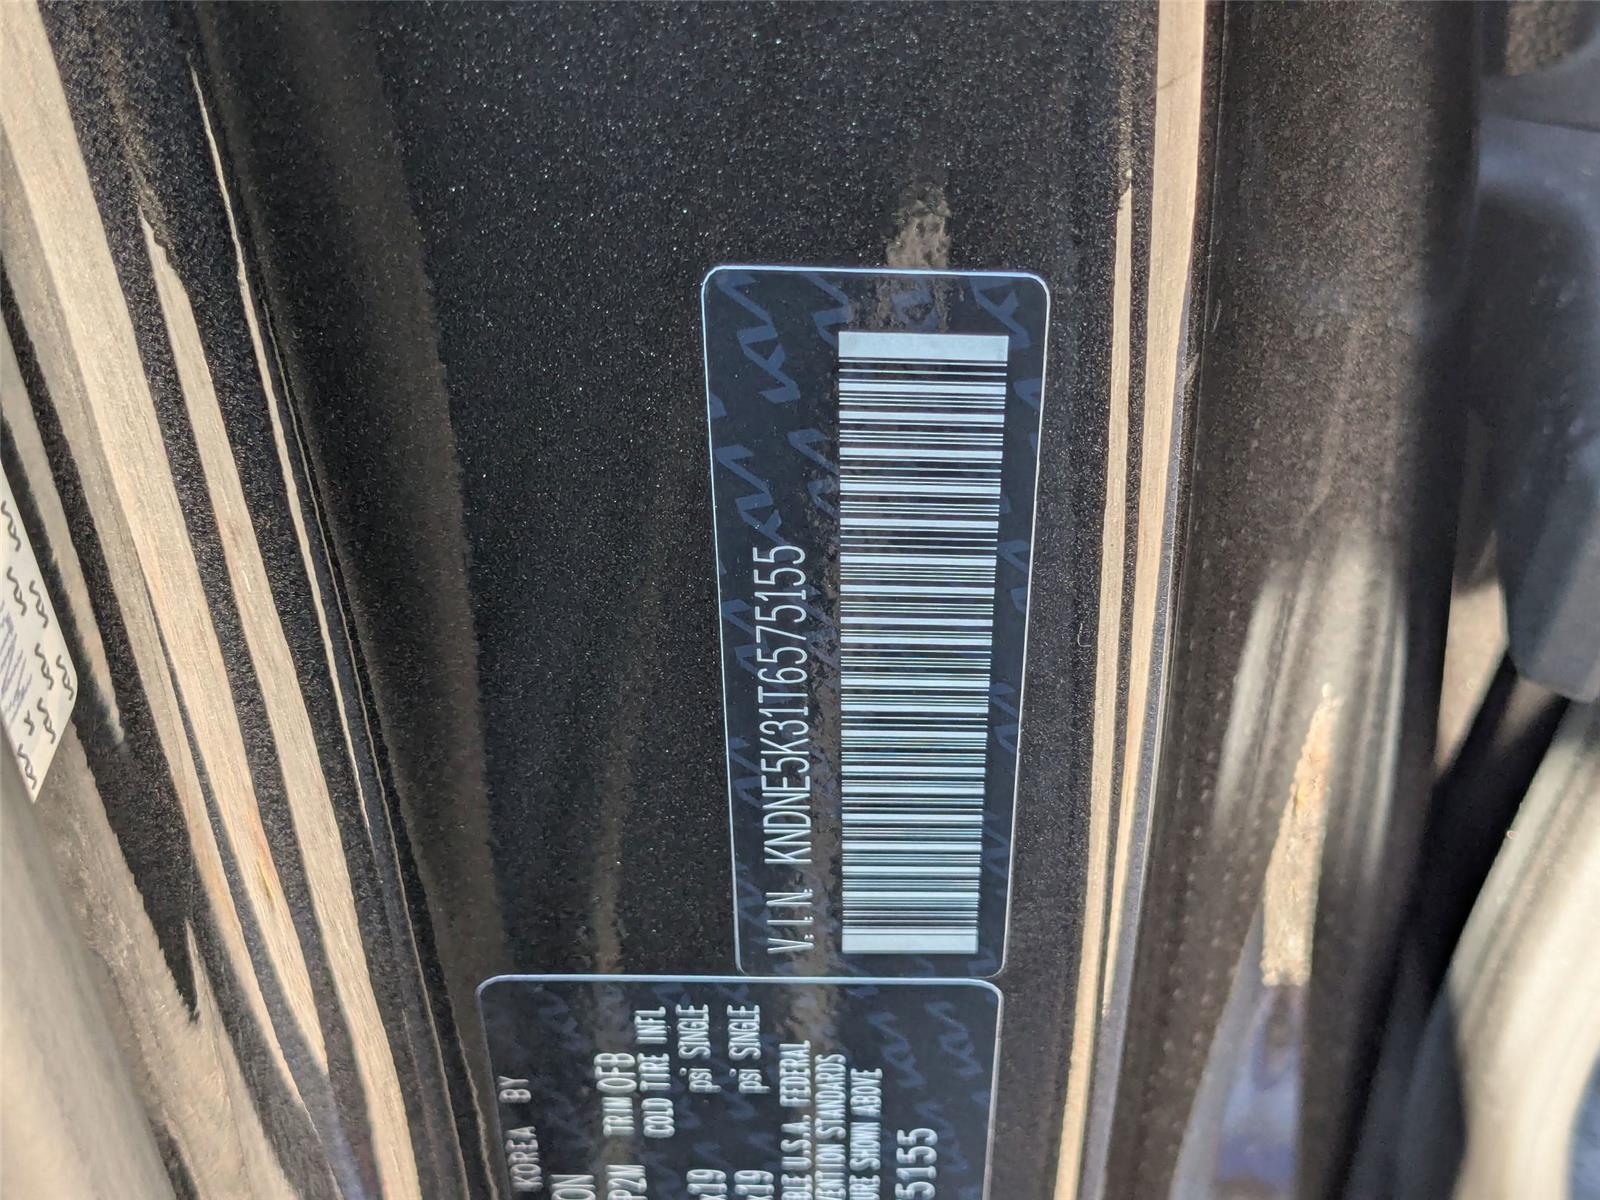 V.I.N. KNDNE5K31T6575155
KOREA BY
ON
P2M
TRIM OFB
COLD TIRE INFL
x19
psi SINGLE
x19
psi SINGLE
BLE U.S.A. FEDERAL
VENTION STANDARDS
URE SHOWN ABOVE
5155